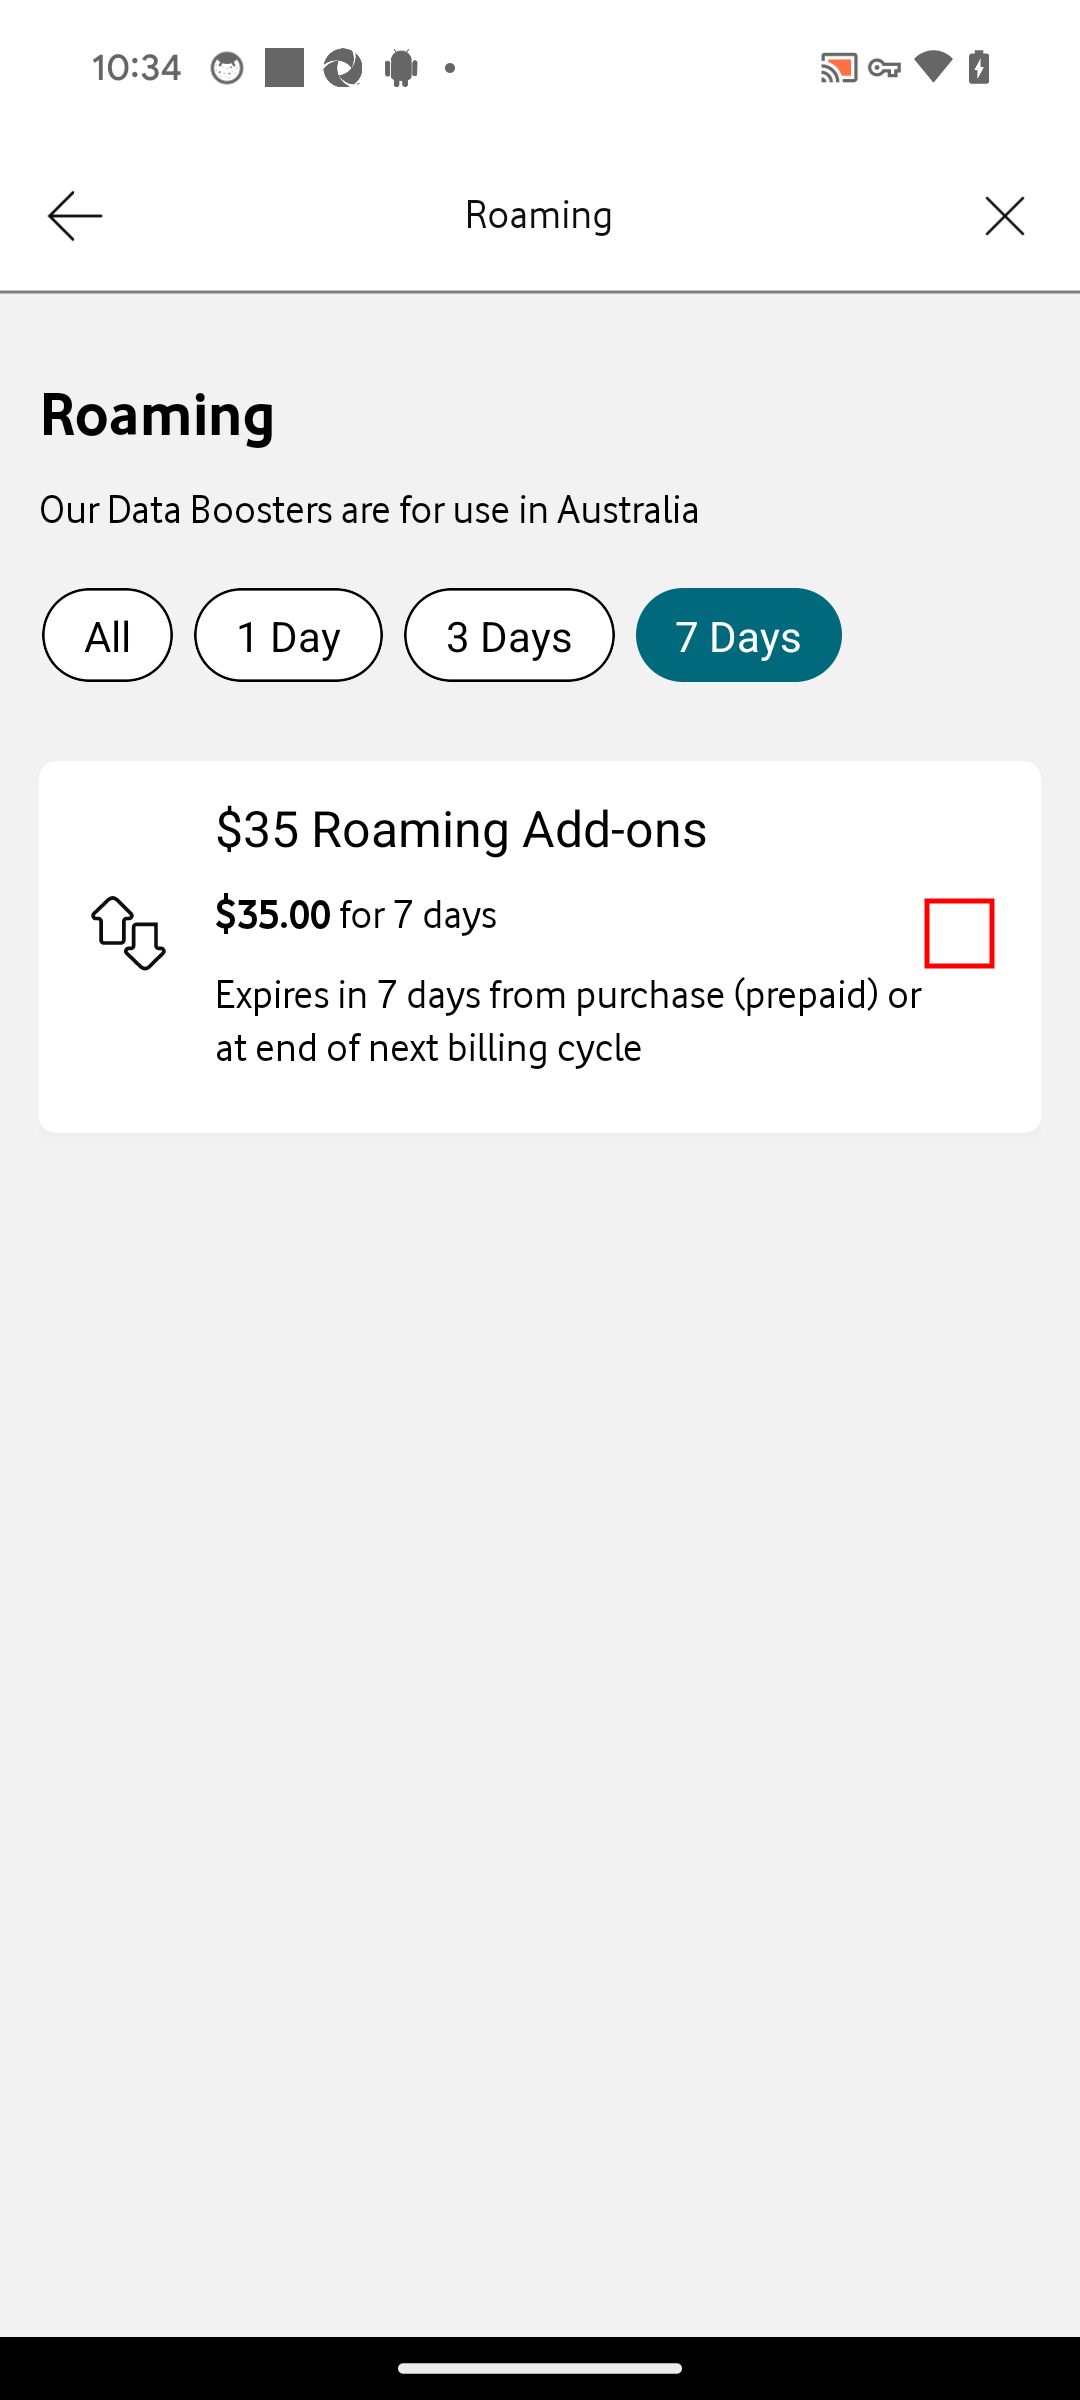 10:34
Roaming
Roaming
Our Data Boosters are for use in Australia
All
1 Day
3 Days
7 Days
$35 Roaming Add-ons
$35.00 for 7 days
Expires in 7 days from purchase (prepaid) or
at end of next billing cycle